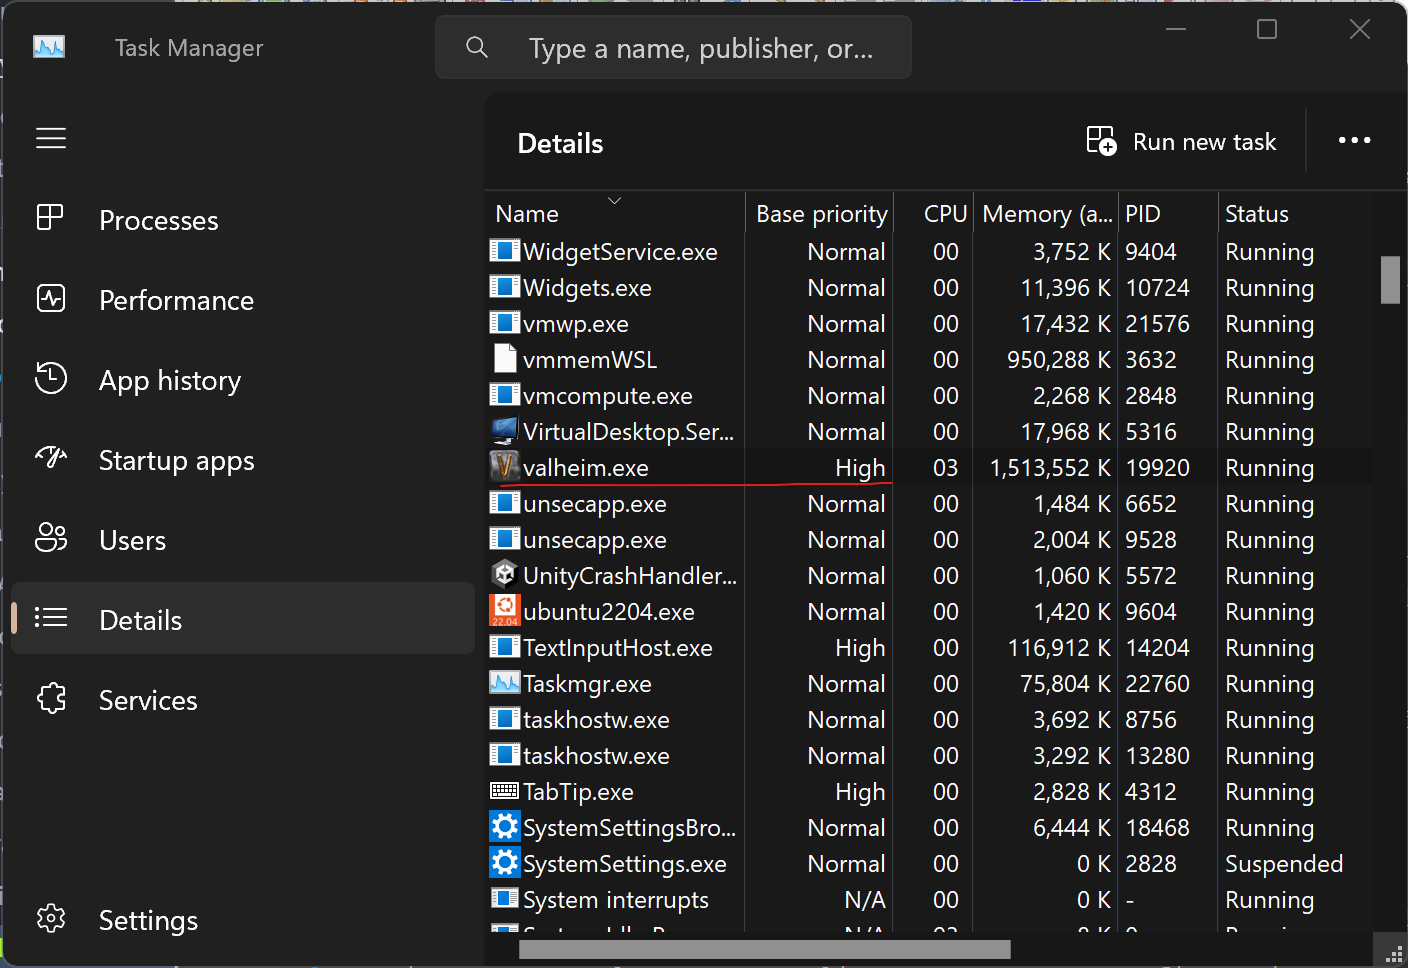 Task Manager
Type a name, publisher, or...
Details
Run new task
Processes
Performance
App history
Startup apps
Users
Details
Services
Settings
Name Base priority CPU Memory (a... PID Status
WidgetService.exe Normal 00 3,752 K 9404 Running
Widgets.exe Normal 00 11,396 K 10724 Running
vmwp.exe Normal 00 17,432 K 21576 Running
vmmemWSL Normal 00 950,288 K 3632 Running
vmcompute.exe Normal 00 2,268 K 2848 Running
VirtualDesktop.Ser... Normal 00 17,968 K 5316 Running
valheim.exe High 03 1,513,552 K 19920 Running
unsecapp.exe Normal 00 1,484 K 6652 Running
unsecapp.exe Normal 00 2,004 K 9528 Running
UnityCrashHandler... Normal 00 1,060 K 5572 Running
22.04 ubuntu2204.exe Normal 00 1,420 K 9604 Running
TextInputHost.exe High 00 116,912 K 14204 Running
Taskmgr.exe Normal 00 75,804 K 22760 Running
taskhostw.exe Normal 00 3,692 K 8756 Running
taskhostw.exe Normal 00 3,292 K 13280 Running
TabTip.exe High 00 2,828 K 4312 Running
SystemSettingsBro... Normal 00 6,444 K 18468 Running
SystemSettings.exe Normal 00 0 K 2828 Suspended
System interrupts N/A 00 0 K - Running